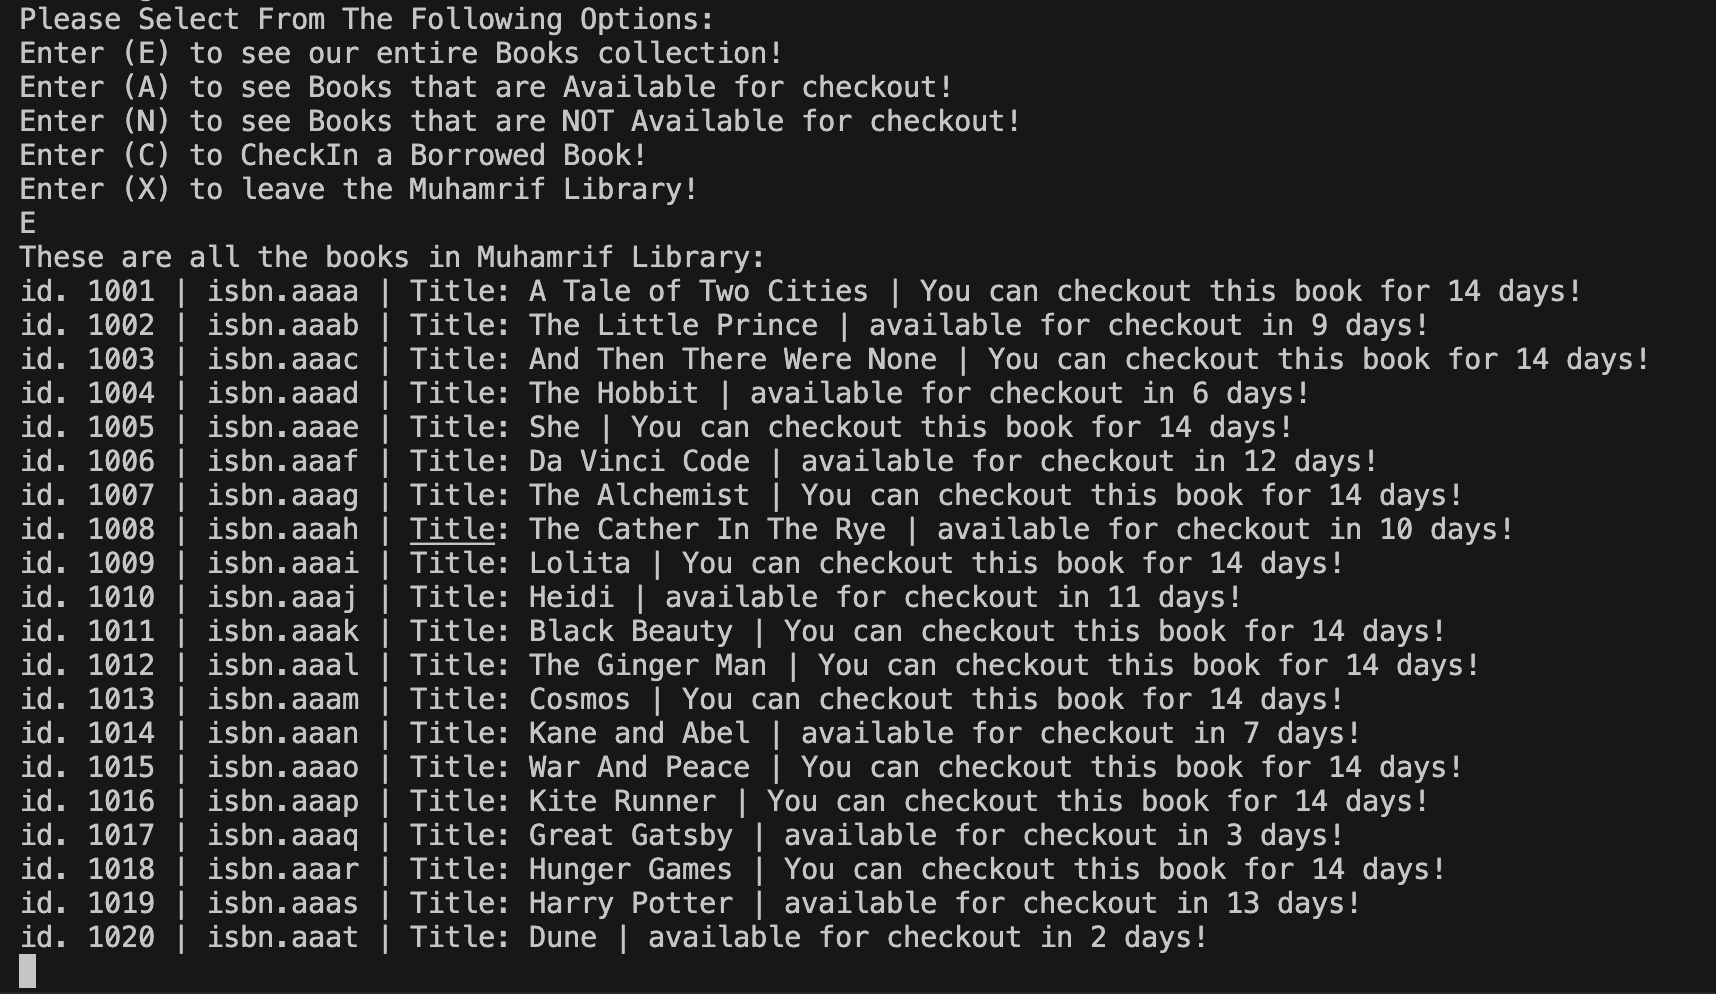 Please Select From The Following Options:
Enter (E) to see our entire Books collection!
Enter (A) to see Books that are Available for checkout!
Enter (N) to see Books that are NOT Available for checkout!
Enter (C) to CheckIn a Borrowed Book!
Enter (X) to leave the Muhamrif Library!
E
These are all the books in Muhamrif Library:
id. 1001 | isbn.aaaa | Title: A Tale of Two Cities | You can checkout this book for 14 days!
id. 1002 | isbn.aaab | Title: The Little Prince | available for checkout in 9 days!
id. 1003 | isbn.aaac | Title: And Then There Were None | You can checkout this book for 14 days!
id. 1004 | isbn.aaad | Title: The Hobbit | available for checkout in 6 days!
id. 1005 | isbn.aaae | Title: She | You can checkout this book for 14 days!
id. 1006 | isbn.aaaf | Title: Da Vinci Code | available for checkout in 12 days!
id. 1007 | isbn.aaag | Title: The Alchemist | You can checkout this book for 14 days!
id. 1008 | isbn.aaah | Title: The Cather In The Rye | available for checkout in 10 days!
id. 1009 | isbn.aaai | Title: Lolita | You can checkout this book for 14 days!
id. 1010 | isbn.aaaj | Title: Heidi | available for checkout in 11 days!
id. 1011 | isbn.aaak | Title: Black Beauty | You can checkout this book for 14 days!
id. 1012 | isbn.aaal | Title: The Ginger Man | You can checkout this book for 14 days!
id. 1013 | isbn.aaam | Title: Cosmos | You can checkout this book for 14 days!
id. 1014 | isbn.aaan | Title: Kane and Abel | available for checkout in 7 days!
id. 1015 | isbn.aaao | Title: War And Peace | You can checkout this book for 14 days!
id. 1016 | isbn.aaap | Title: Kite Runner | You can checkout this book for 14 days!
id. 1017 | isbn.aaaq | Title: Great Gatsby | available for checkout in 3 days!
id. 1018 | isbn.aaar | Title: Hunger Games | You can checkout this book for 14 days!
id. 1019 | isbn.aaas | Title: Harry Potter | available for checkout in 13 days!
id. 1020 | isbn.aaat | Title: Dune | available for checkout in 2 days!